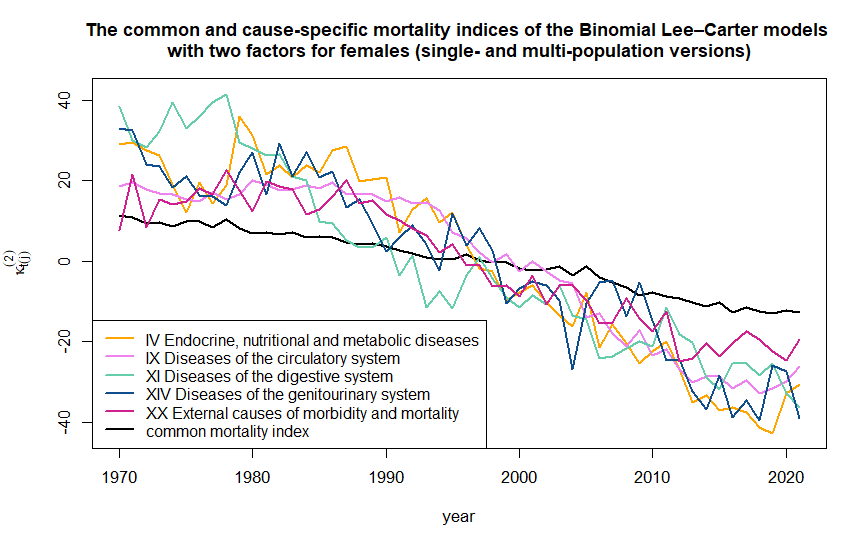 The common and cause-specific mortality indices of the Binomial Lee–Carter models
with two factors for females (single- and multi-population versions)
40
20
0
-20
-40
κt(j)(2)
IV Endocrine, nutritional and metabolic diseases
IX Diseases of the circulatory system
XI Diseases of the digestive system
XIV Diseases of the genitourinary system
XX External causes of morbidity and mortality
common mortality index
1970 1980 1990 2000 2010 2020
year